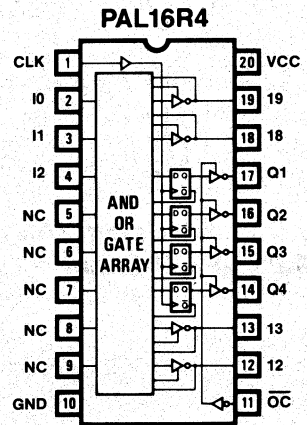 PAL16R4
CLK 1 20 VCC
I0 2 19 19
I1 3 18 18
I2 4 17 Q1
NC 5 16 Q2
NC 6 15 Q3
NC 7 14 Q4
NC 8 13 13
NC 9 12 12
GND 10 11 OC
AND
OR
GATE
ARRAY
D Q
Q
D Q
Q
D Q
Q
D Q
Q